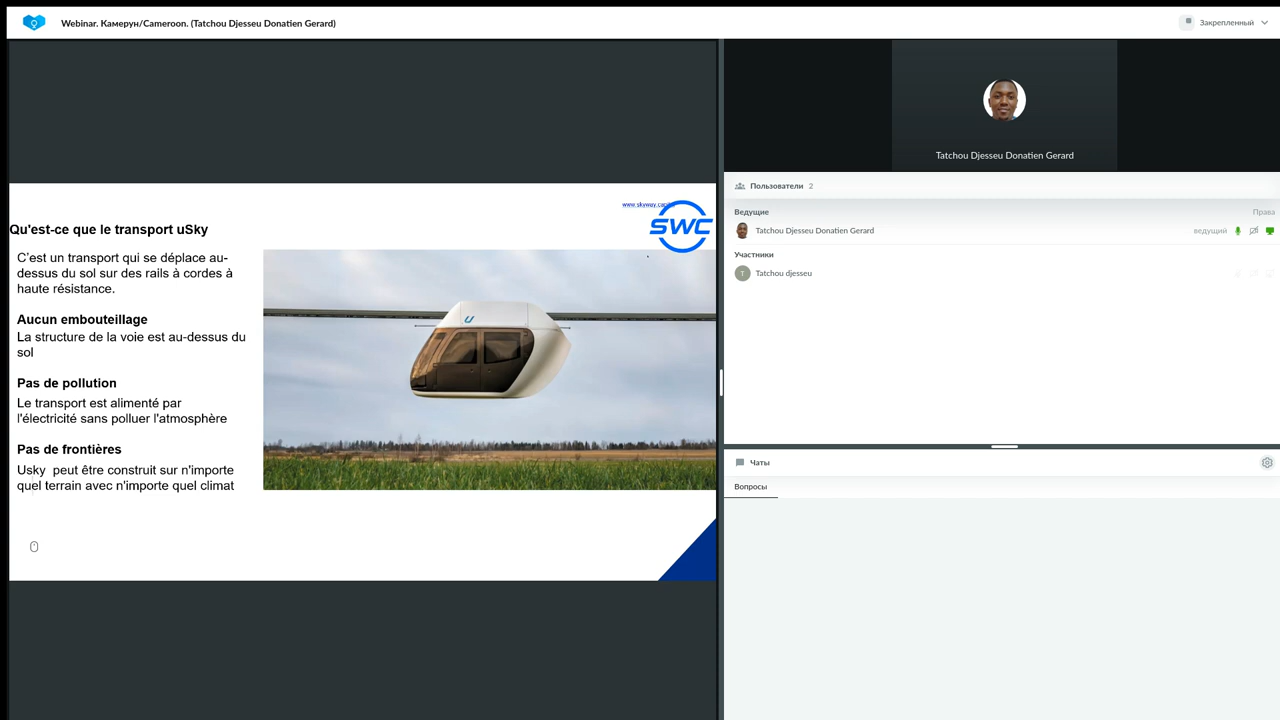 Webinar. Камерун/Cameroon. (Tatchou Djesseu Donatien Gerard)
Закрепленный
www.skyway.capital
SWC
Qu'est-ce que le transport uSky
C'est un transport qui se déplace au-
dessus du sol sur des rails à cordes à
haute résistance.
Aucun embouteillage
La structure de la voie est au-dessus du
sol
Pas de pollution
Le transport est alimenté par
l'électricité sans polluer l'atmosphère
Pas de frontières
Usky peut être construit sur n'importe
quel terrain avec n'importe quel climat
Tatchou Djesseu Donatien Gerard
Пользователи 2
Ведущие Права
Tatchou Djesseu Donatien Gerard ведущий
Участники
T Tatchou djesseu
Чаты
Вопросы